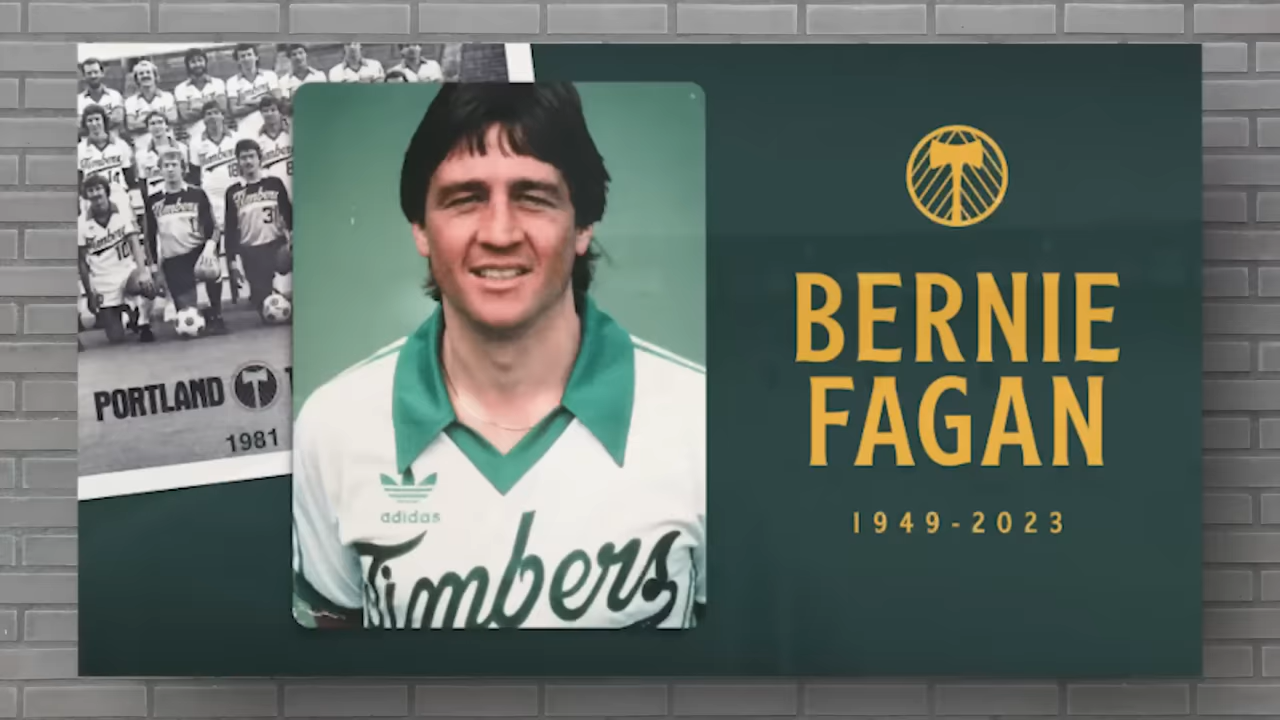 PORTLAND
1981
adidas
Timbers
BERNIE
FAGAN
1949-2023